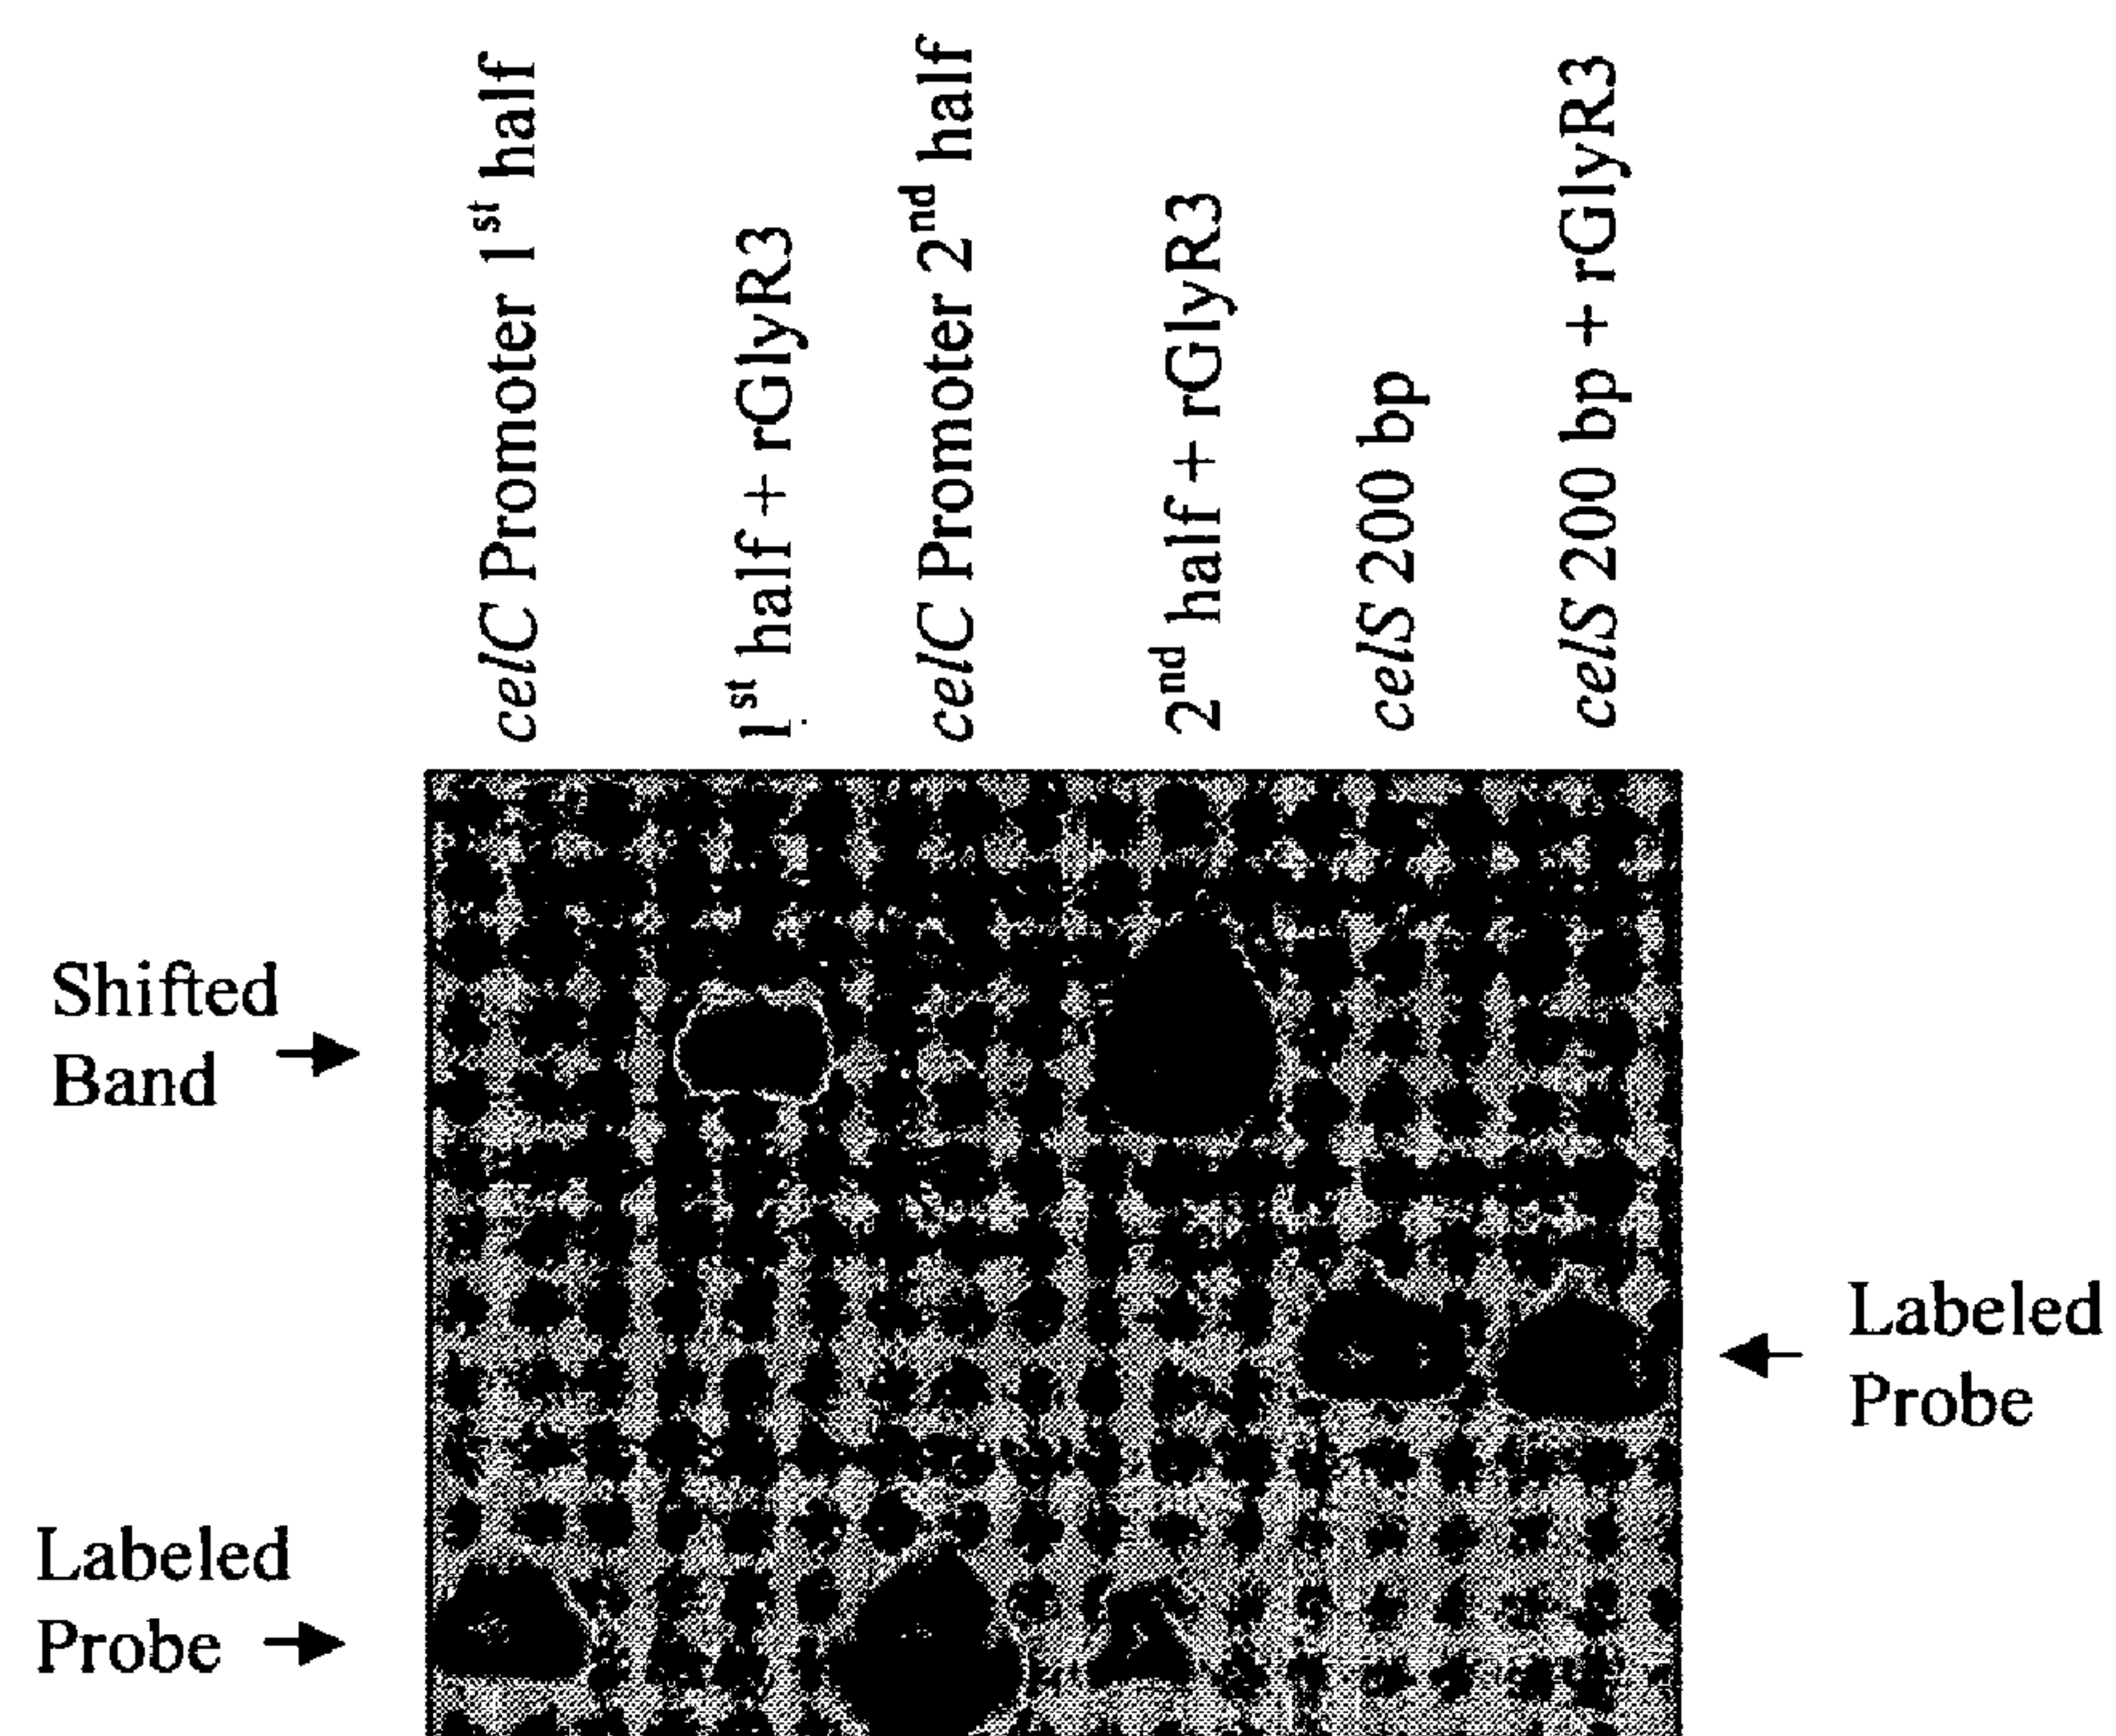 celC Promoter 1st half
1st half + rGlyR3
celC Promoter 2nd half
2nd half + rGlyR3
celS 200 bp
celS 200 bp + rGlyR3
Shifted
Band
Labeled
Probe
Labeled
Probe